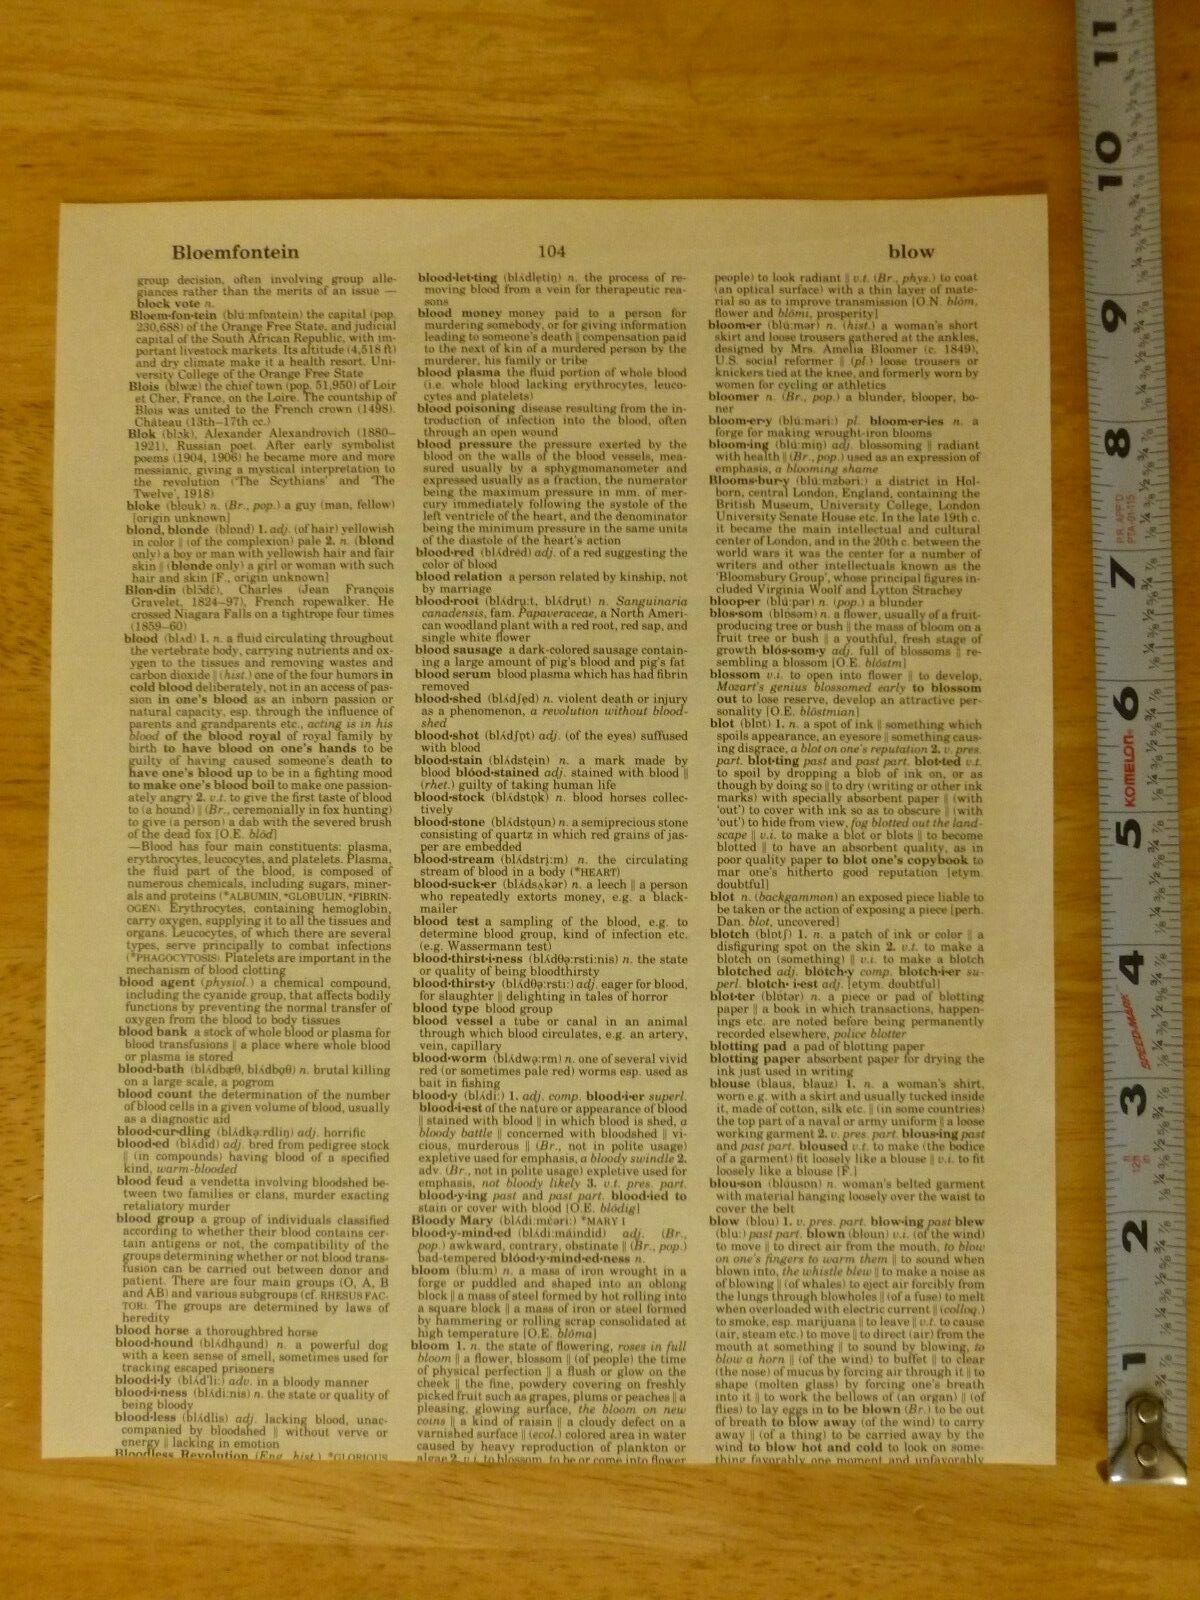 Bloemfontein
104
blow
group decision, often involving group alle-
giances rather than the merits of an issue —
block vote n.
Bloem·fon·tein (blú:mfɒntein) the capital (pop.
230,688) of the Orange Free State, and judicial
capital of the South African Republic, with im-
portant livestock markets. Its altitude (4,518 ft)
and dry climate make it a health resort. Uni-
versity College of the Orange Free State
Blois (blwæ) the chief town (pop. 51,950) of Loir
et Cher, France, on the Loire. The countship of
Blois was united to the French crown (1498).
Château (13th–17th cc.)
Blok (blɔk), Alexander Alexandrovich (1880–
1921), Russian poet. After early symbolist
poems (1904, 1906) he became more and more
messianic, giving a mystical interpretation to
the revolution ('The Scythians' and 'The
Twelve', 1918)
bloke (blouk) n. (Br., pop.) a guy (man, fellow)
[origin unknown]
blond, blonde (blɒnd) 1. adj. (of hair) yellowish
in color ‖ (of the complexion) pale 2. n. (blond
only) a boy or man with yellowish hair and fair
skin ‖ (blonde only) a girl or woman with such
hair and skin [F., origin unknown]
Blon·din (blɔ̃dɛ̃), Charles (Jean François
Gravelet, 1824–97), French ropewalker. He
crossed Niagara Falls on a tightrope four times
(1859–60)
blood (blʌd) 1. n. a fluid circulating throughout
the vertebrate body, carrying nutrients and ox-
ygen to the tissues and removing wastes and
carbon dioxide ‖ (hist.) one of the four humors in
cold blood deliberately, not in an access of pas-
sion in one's blood as an inborn passion or
natural capacity, esp. through the influence of
parents and grandparents etc., acting is in his
blood of the blood royal of royal family by
birth to have blood on one's hands to be
guilty of having caused someone's death to
have one's blood up to be in a fighting mood
to make one's blood boil to make one passion-
ately angry 2. v.t. to give the first taste of blood
to (a hound) ‖ (Br., ceremonially in fox hunting)
to give (a person) a dab with the severed brush
of the dead fox [O.E. blōd]
—Blood has four main constituents: plasma,
erythrocytes, leucocytes, and platelets. Plasma,
the fluid part of the blood, is composed of
numerous chemicals, including sugars, miner-
als and proteins (*ALBUMIN, *GLOBULIN, *FIBRIN-
OGEN). Erythrocytes, containing hemoglobin,
carry oxygen, supplying it to all the tissues and
organs. Leucocytes, of which there are several
types, serve principally to combat infections
(*PHAGOCYTOSIS). Platelets are important in the
mechanism of blood clotting
blood agent (physiol.) a chemical compound,
including the cyanide group, that affects bodily
functions by preventing the normal transfer of
oxygen from the blood to body tissues
blood bank a stock of whole blood or plasma for
blood transfusions ‖ a place where whole blood
or plasma is stored
blood·bath (blʌ́dbæθ, blʌ́dbɑθ) n. brutal killing
on a large scale, a pogrom
blood count the determination of the number
of blood cells in a given volume of blood, usually
as a diagnostic aid
blood·cur·dling (blʌ́dkə:rdliŋ) adj. horrific
blood·ed (blʌ́did) adj. bred from pedigree stock
‖ (in compounds) having blood of a specified
kind, warm-blooded
blood feud a vendetta involving bloodshed be-
tween two families or clans, murder exacting
retaliatory murder
blood group a group of individuals classified
according to whether their blood contains cer-
tain antigens or not, the compatibility of the
groups determining whether or not blood trans-
fusion can be carried out between donor and
patient. There are four main groups (O, A, B
and AB) and various subgroups (cf. RHESUS FAC-
TOR). The groups are determined by laws of
heredity
blood horse a thoroughbred horse
blood·hound (blʌ́dhaund) n. a powerful dog
with a keen sense of smell, sometimes used for
tracking escaped prisoners
blood·i·ly (blʌ́d'li:) adv. in a bloody manner
blood·i·ness (blʌ́di:nis) n. the state or quality of
being bloody
blood·less (blʌ́dlis) adj. lacking blood, unac-
companied by bloodshed ‖ without verve or
energy ‖ lacking in emotion
Bloodless Revolution (Eng. hist.) *GLORIOUS
blood·let·ting (blʌ́dletiŋ) n. the process of re-
moving blood from a vein for therapeutic rea-
sons
blood money money paid to a person for
murdering somebody, or for giving information
leading to someone's death ‖ compensation paid
to the next of kin of a murdered person by the
murderer, his family or tribe
blood plasma the fluid portion of whole blood
(i.e. whole blood lacking erythrocytes, leuco-
cytes and platelets)
blood poisoning disease resulting from the in-
troduction of infection into the blood, often
through an open wound
blood pressure the pressure exerted by the
blood on the walls of the blood vessels, mea-
sured usually by a sphygmomanometer and
expressed usually as a fraction, the numerator
being the maximum pressure in mm. of mer-
cury immediately following the systole of the
left ventricle of the heart, and the denominator
being the minimum pressure in the same units
of the diastole of the heart's action
blood-red (blʌ́dréd) adj. of a red suggesting the
color of blood
blood relation a person related by kinship, not
by marriage
blood·root (blʌ́dru:t, blʌ́drut) n. Sanguinaria
canadensis, fam. Papaveraceae, a North Ameri-
can woodland plant with a red root, red sap, and
single white flower
blood sausage a dark-colored sausage contain-
ing a large amount of pig's blood and pig's fat
blood serum blood plasma which has had fibrin
removed
blood·shed (blʌ́dʃed) n. violent death or injury
as a phenomenon, a revolution without blood-
shed
blood·shot (blʌ́dʃɒt) adj. (of the eyes) suffused
with blood
blood·stain (blʌ́dstein) n. a mark made by
blood blóod·stained adj. stained with blood ‖
(rhet.) guilty of taking human life
blood·stock (blʌ́dstɒk) n. blood horses collec-
tively
blood·stone (blʌ́dstoun) n. a semiprecious stone
consisting of quartz in which red grains of jas-
per are embedded
blood·stream (blʌ́dstri:m) n. the circulating
stream of blood in a body (*HEART)
blood·suck·er (blʌ́dsʌkər) n. a leech ‖ a person
who repeatedly extorts money, e.g. a black-
mailer
blood test a sampling of the blood, e.g. to
determine blood group, kind of infection etc.
(e.g. Wassermann test)
blood·thirst·i·ness (blʌ́dθə:rsti:nis) n. the state
or quality of being bloodthirsty
blood·thirst·y (blʌ́dθə:rsti:) adj. eager for blood,
for slaughter ‖ delighting in tales of horror
blood type blood group
blood vessel a tube or canal in an animal
through which blood circulates, e.g. an artery,
vein, capillary
blood·worm (blʌ́dwə:rm) n. one of several vivid
red (or sometimes pale red) worms esp. used as
bait in fishing
blood·y (blʌ́di:) 1. adj. comp. blood·i·er superl.
blood·i·est of the nature or appearance of blood
‖ stained with blood ‖ in which blood is shed, a
bloody battle ‖ concerned with bloodshed ‖ vi-
cious, murderous ‖ (Br., not in polite usage)
expletive used for emphasis, a bloody swindle 2.
adv. (Br., not in polite usage) expletive used for
emphasis, not bloody likely 3. v.t. pres. part.
blood·y·ing past and past part. blood·ied to
stain or cover with blood [O.E. blōdig]
Bloody Mary (blʌ́di:mɛ́əri:) *MARY I
blood·y-mind·ed (blʌ́di:máindid) adj. (Br.,
pop.) awkward, contrary, obstinate ‖ (Br., pop.)
bad-tempered blóod·y-mínd·ed·ness n.
bloom (blu:m) n. a mass of iron wrought in a
forge or puddled and shaped into an oblong
block ‖ a mass of steel formed by hot rolling into
a square block ‖ a mass of iron or steel formed
by hammering or rolling scrap consolidated at
high temperature [O.E. blōma]
bloom 1. n. the state of flowering, roses in full
bloom ‖ a flower, blossom ‖ (of people) the time
of physical perfection ‖ a flush or glow on the
cheek ‖ the fine, powdery covering on freshly
picked fruit such as grapes, plums or peaches ‖ a
pleasing, glowing surface, the bloom on new
coins ‖ a kind of raisin ‖ a cloudy defect on a
varnished surface ‖ (ecol.) colored area in water
caused by heavy reproduction of plankton or
algae 2. v.i. to blossom, to be or come into flower
people) to look radiant ‖ v.t. (Br., phys.) to coat
(an optical surface) with a thin layer of mate-
rial so as to improve transmission [O.N. blōm,
flower and blōmi, prosperity]
bloom·er (blú:mər) n. (hist.) a woman's short
skirt and loose trousers gathered at the ankles,
designed by Mrs. Amelia Bloomer (c. 1849),
U.S. social reformer ‖ (pl.) loose trousers or
knickers tied at the knee, and formerly worn by
women for cycling or athletics
bloomer n. (Br., pop.) a blunder, blooper, bo-
ner
bloom·er·y (blú:məri:) pl. bloom·er·ies n. a
forge for making wrought-iron blooms
bloom·ing (blú:miŋ) adj. blossoming ‖ radiant
with health ‖ (Br., pop.) used as an expression of
emphasis, a blooming shame
Blooms·bur·y (blú:mzbəri:) a district in Hol-
born, central London, England, containing the
British Museum, University College, London
University Senate House etc. In the late 19th c.
it became the main intellectual and cultural
center of London, and in the 20th c. between the
world wars it was the center for a number of
writers and other intellectuals known as the
'Bloomsbury Group', whose principal figures in-
cluded Virginia Woolf and Lytton Strachey
bloop·er (blú:pər) n. (pop.) a blunder
blos·som (blɒ́səm) n. a flower, usually of a fruit-
producing tree or bush ‖ the mass of bloom on a
fruit tree or bush ‖ a youthful, fresh stage of
growth blós·som·y adj. full of blossoms ‖ re-
sembling a blossom [O.E. blōstm]
blossom v.i. to open into flower ‖ to develop,
Mozart's genius blossomed early to blossom
out to lose reserve, develop an attractive per-
sonality [O.E. blōstmian]
blot (blɒt) 1. n. a spot of ink ‖ something which
spoils appearance, an eyesore ‖ something caus-
ing disgrace, a blot on one's reputation 2. v. pres.
part. blot·ting past and past part. blot·ted v.t.
to spoil by dropping a blob of ink on, or as
though by doing so ‖ to dry (writing or other ink
marks) with specially absorbent paper ‖ (with
'out') to cover with ink so as to obscure ‖ (with
'out') to hide from view, fog blotted out the land-
scape ‖ v.i. to make a blot or blots ‖ to become
blotted ‖ to have an absorbent quality, as in
poor quality paper to blot one's copybook to
mar one's hitherto good reputation [etym.
doubtful]
blot n. (backgammon) an exposed piece liable to
be taken or the action of exposing a piece [perh.
Dan. blot, uncovered]
blotch (blɒtʃ) 1. n. a patch of ink or color ‖ a
disfiguring spot on the skin 2. v.t. to make a
blotch on (something) ‖ v.i. to make a blotch
blotched adj. blótch·y comp. blotch·i·er su-
perl. blotch·i·est adj. [etym. doubtful]
blot·ter (blɒ́tər) n. a piece or pad of blotting
paper ‖ a book in which transactions, happen-
ings etc. are noted before being permanently
recorded elsewhere, police blotter
blotting pad a pad of blotting paper
blotting paper absorbent paper for drying the
ink just used in writing
blouse (blaus, blauz) 1. n. a woman's shirt,
worn e.g. with a skirt and usually tucked inside
it, made of cotton, silk etc. ‖ (in some countries)
the top part of a naval or army uniform ‖ a loose
working garment 2. v. pres. part. blous·ing past
and past part. bloused v.t. to make (the bodice
of a garment) fit loosely like a blouse ‖ v.i. to fit
loosely like a blouse [F.]
blou·son (bláuson) n. woman's belted garment
with material hanging loosely over the waist to
cover the belt
blow (blou) 1. v. pres. part. blow·ing past blew
(blu:) past part. blown (bloun) v.i. (of the wind)
to move ‖ to direct air from the mouth, to blow
on one's fingers to warm them ‖ to sound when
blown into, the whistle blew ‖ to make a noise as
of blowing ‖ (of whales) to eject air forcibly from
the lungs through blowholes ‖ (of a fuse) to melt
when overloaded with electric current ‖ (colloq.)
to smoke, esp. marijuana ‖ to leave ‖ v.t. to cause
(air, steam etc.) to move ‖ to direct (air) from the
mouth at something ‖ to sound by blowing, to
blow a horn ‖ (of the wind) to buffet ‖ to clear
(the nose) of mucus by forcing air through it ‖ to
shape (molten glass) by forcing one's breath
into it ‖ to work the bellows of (an organ) ‖ (of
flies) to lay eggs in to be blown (Br.) to be out
of breath to blow away (of the wind) to carry
away ‖ (of a thing) to be carried away by the
wind to blow hot and cold to look on some-
thing favorably one moment and unfavorably
11
10
9
8
P.R. APP'D
PTA-01-115
7
6
KOMELON
5
4
SPEEDMARK
3
12ft
2
1